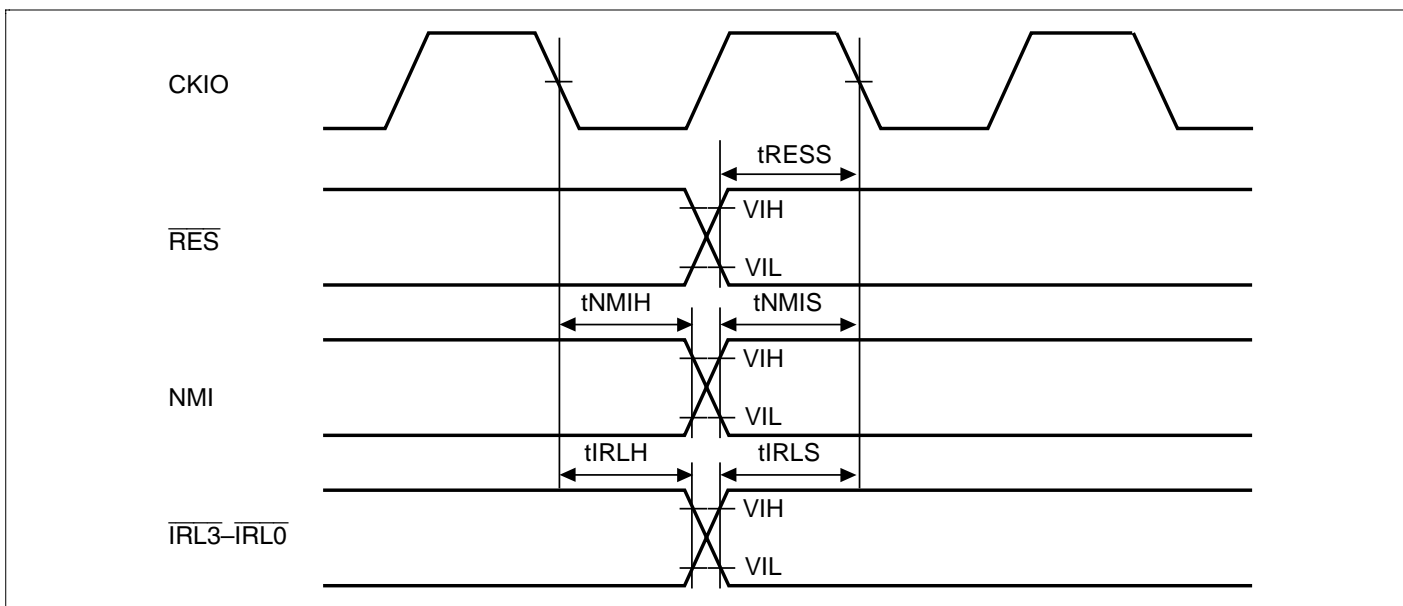 CKIO
tRESS
VIH
RES
VIL
tNMIH tNMIS
VIH
NMI
VIL
tIRLH tIRLS
VIH
IRL3–IRL0
VIL